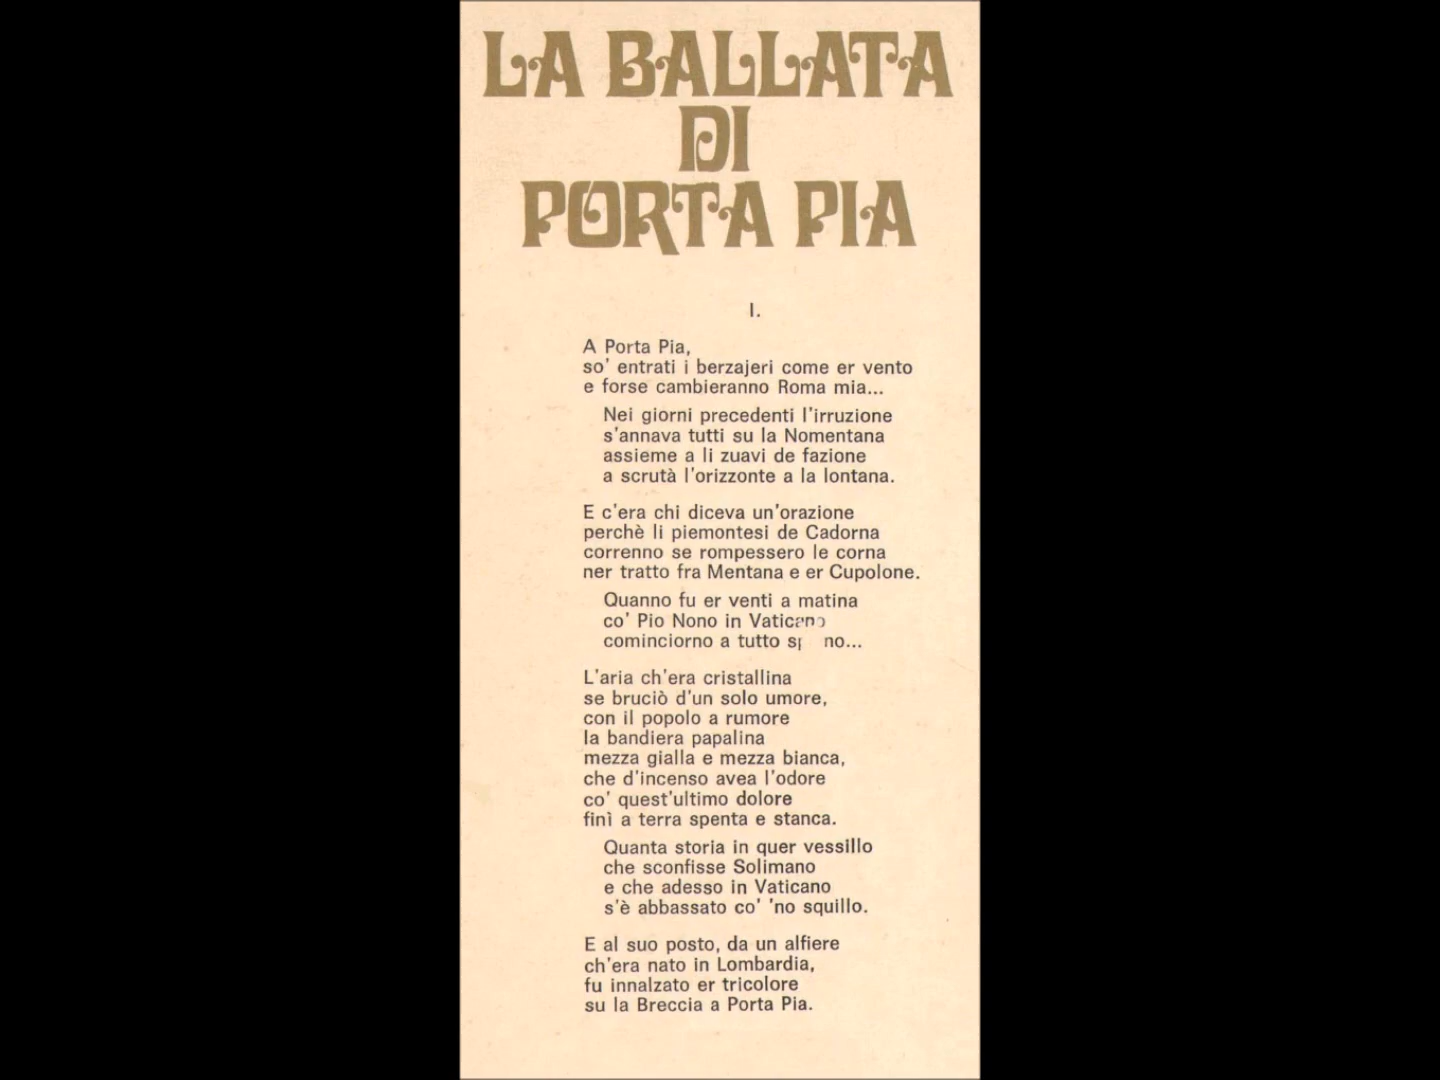 LA BALLATA
DI
PORTA PIA
I.
A Porta Pia,
so' entrati i berzajeri come er vento
e forse cambieranno Roma mia...
Nei giorni precedenti l'irruzione
s'annava tutti su la Nomentana
assieme a li zuavi de fazione
a scrutà l'orizzonte a la lontana.
E c'era chi diceva un'orazione
perchè li piemontesi de Cadorna
correnno se rompessero le corna
ner tratto fra Mentana e er Cupolone.
Quanno fu er venti a matina
co' Pio Nono in Vaticano
cominciorno a tutto
L'aria ch'era cristallina
se bruciò d'un solo umore,
con il popolo a rumore
la bandiera papalina
mezza gialla e mezza bianca,
che d'incenso avea l'odore
co' quest'ultimo dolore
finì a terra spenta e stanca.
Quanta storia in quer vessillo
che sconfisse Solimano
e che adesso in Vaticano
s'è abbassato co' 'no squillo.
E al suo posto, da un alfiere
ch'era nato in Lombardia,
fu innalzato er tricolore
su la Breccia a Porta Pia.